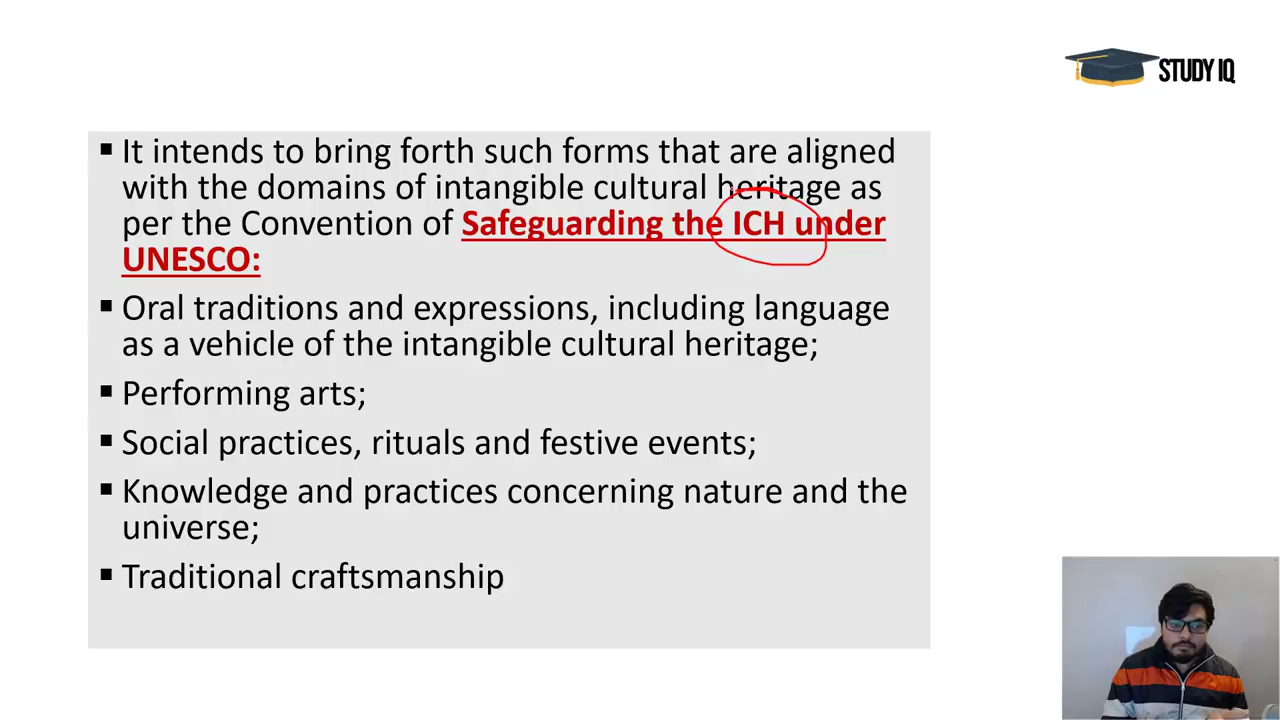 STUDY IQ
▪ It intends to bring forth such forms that are aligned
with the domains of intangible cultural heritage as
per the Convention of Safeguarding the ICH under
UNESCO:
▪ Oral traditions and expressions, including language
as a vehicle of the intangible cultural heritage;
▪ Performing arts;
▪ Social practices, rituals and festive events;
▪ Knowledge and practices concerning nature and the
universe;
▪ Traditional craftsmanship